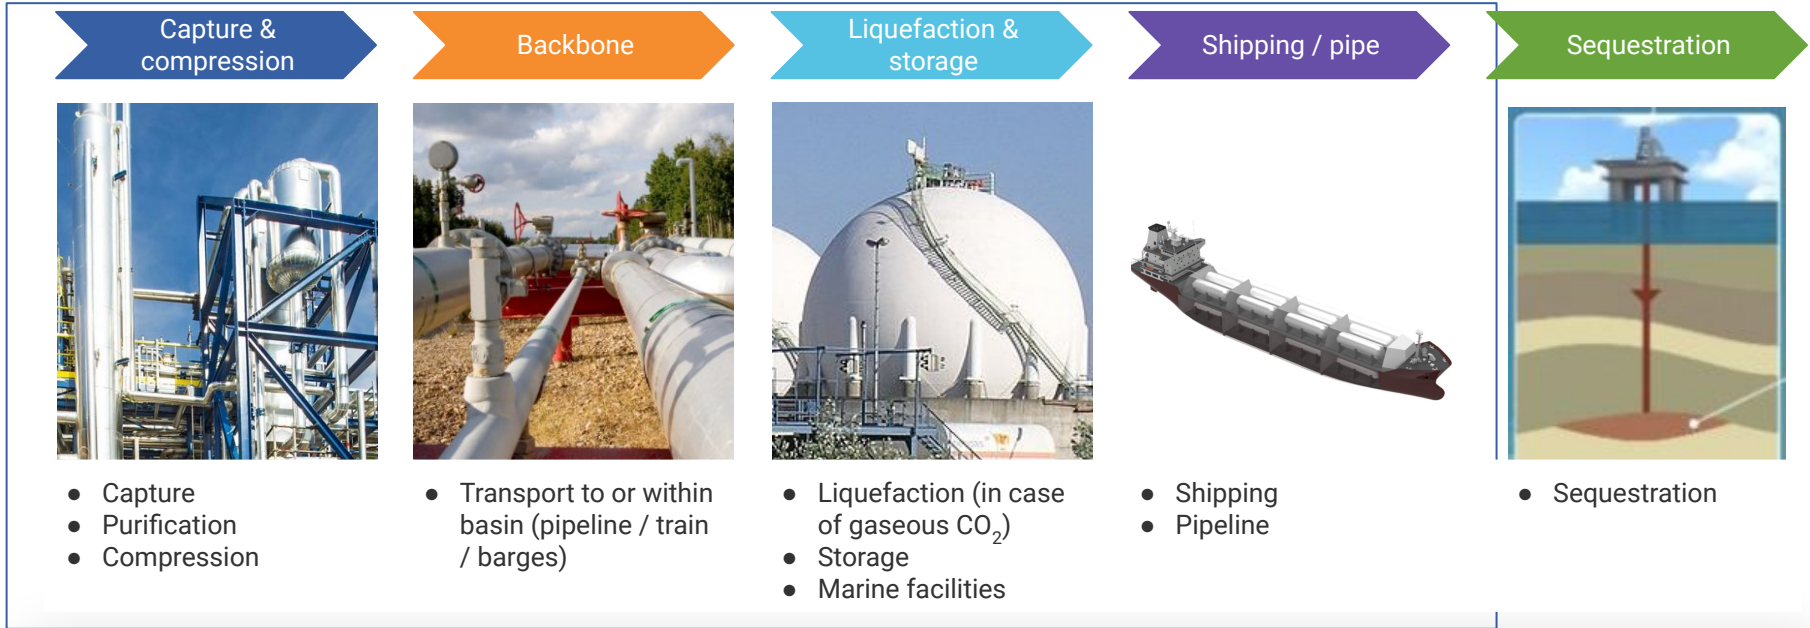 Capture &
compression
Backbone
Liquefaction &
storage
Shipping / pipe
Sequestration
● Capture
● Purification
● Compression
● Transport to or within
basin (pipeline / train
/ barges)
● Liquefaction (in case
of gaseous CO₂)
● Storage
● Marine facilities
● Shipping
● Pipeline
● Sequestration